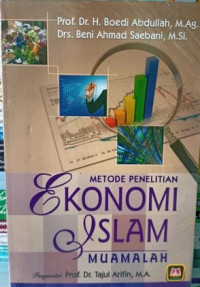 Prof. Dr. H. Boedi Abdullah, M.Ag.
Drs. Beni Ahmad Saebani, M.Si.
METODE PENELITIAN
EKONOMI
ISLAM
MUAMALAH
Pengantar Prof. Dr. Tajul Arifin, M.A.